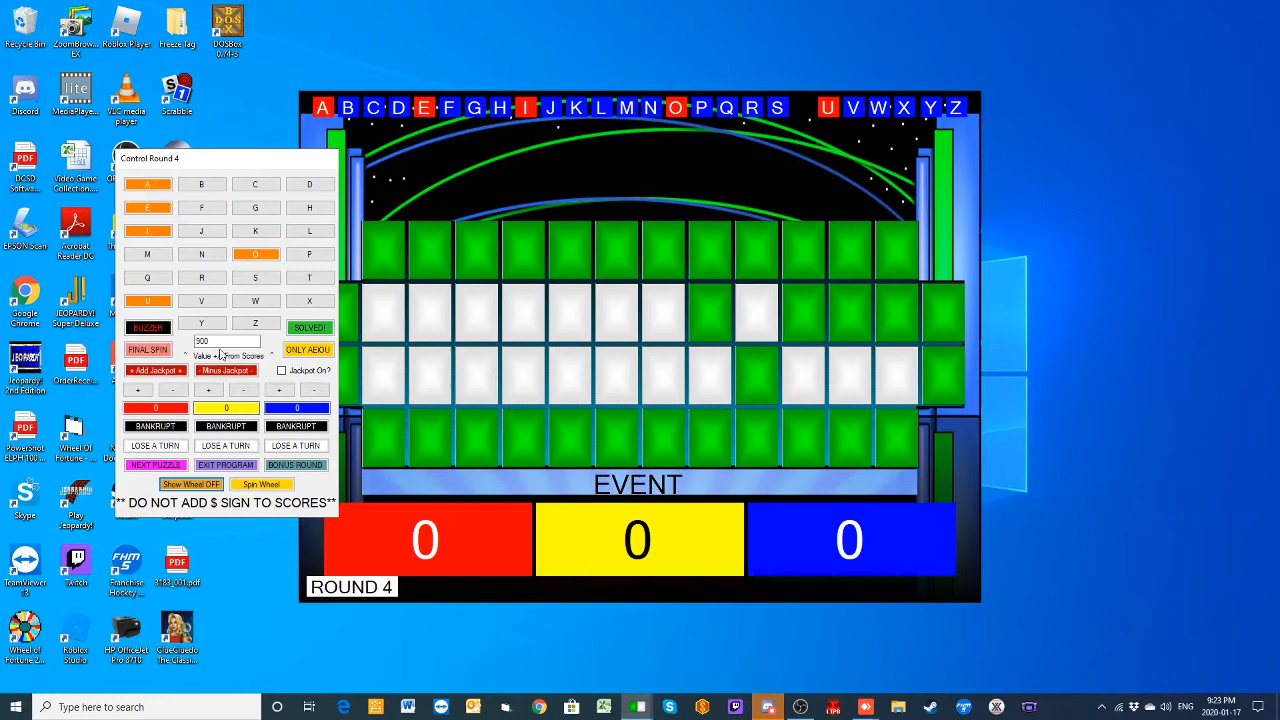 Recycle Bin
ZoomBrow... EX
Roblox Player
Freeze Tag
DOSBox 0.74-3
Discord
MediaPlaye...
VLC media player
Scrabble
DCSD Softwa...
Video Game Collection....
EPSON Scan
Acrobat Reader DC
Google Chrome
JEOPARDY! Super Deluxe
Jeopardy: 2nd Edition
OrderRecei...
PowerShot ELPH 100 ...
Wheel Of Fortune - ...
Skype
Play Jeopardy!
TeamViewer 13
Twitch
Franchise Hockey ...
3183_001.pdf
Wheel of Fortune 2...
Roblox Studio
HP OfficeJet Pro 8710
ClueCluedo The Classi...
Control Round 4
A B C D
E F G H
I J K L
M N O P
Q R S T
U V W X
BUZZER Y Z SOLVED!
900
FINAL SPIN ^ Value +/- From Scores ^ ONLY AEIOU
+ Add Jackpot + - Minus Jackpot - Jackpot On?
+ - + - + -
0 0 0
BANKRUPT BANKRUPT BANKRUPT
LOSE A TURN LOSE A TURN LOSE A TURN
NEXT PUZZLE EXIT PROGRAM BONUS ROUND
Show Wheel OFF Spin Wheel
** DO NOT ADD $ SIGN TO SCORES**
A B C D E F G H I J K L M N O P Q R S U V W X Y Z
EVENT
0 0 0
ROUND 4
Type here to search
ENG
9:23 PM
2020-01-17